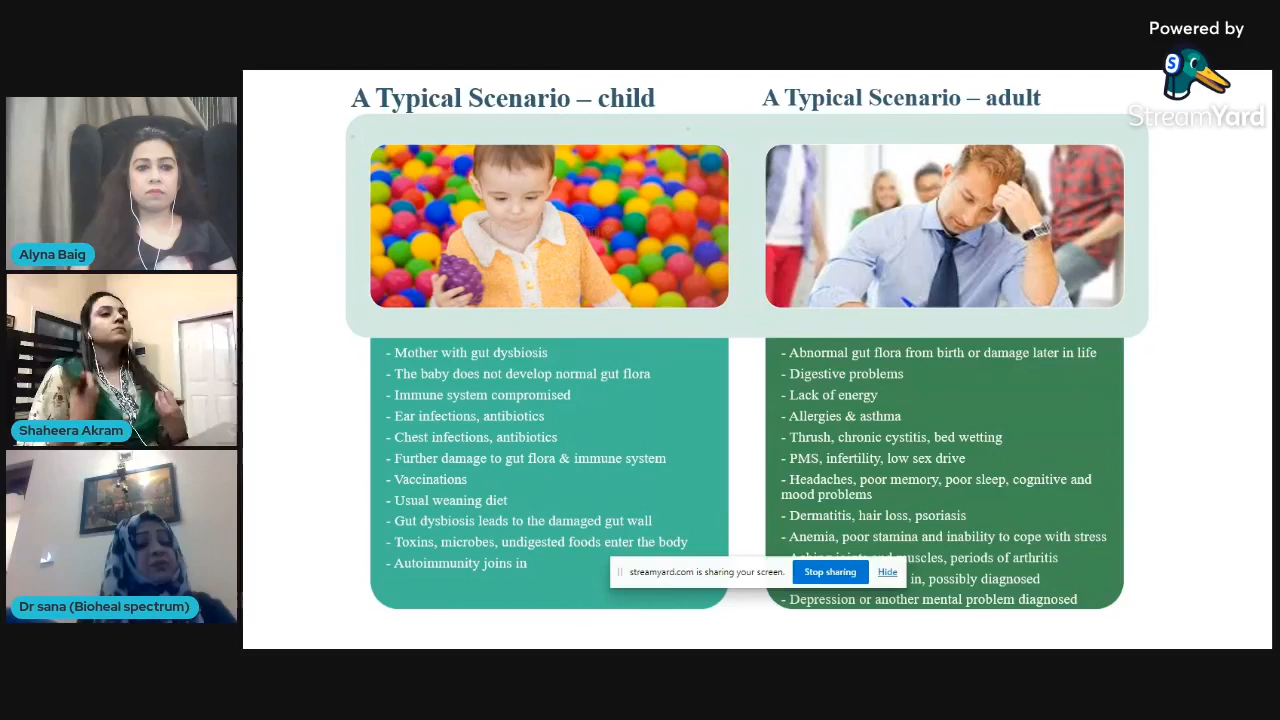 Powered by
StreamYard
S
Alyna Baig
Shaheera Akram
Dr sana (Bioheal spectrum)
A Typical Scenario – child
- Mother with gut dysbiosis
- The baby does not develop normal gut flora
- Immune system compromised
- Ear infections, antibiotics
- Chest infections, antibiotics
- Further damage to gut flora & immune system
- Vaccinations
- Usual weaning diet
- Gut dysbiosis leads to the damaged gut wall
- Toxins, microbes, undigested foods enter the body
- Autoimmunity joins in
A Typical Scenario – adult
- Abnormal gut flora from birth or damage later in life
- Digestive problems
- Lack of energy
- Allergies & asthma
- Thrush, chronic cystitis, bed wetting
- PMS, infertility, low sex drive
- Headaches, poor memory, poor sleep, cognitive and
mood problems
- Dermatitis, hair loss, psoriasis
- Anemia, poor stamina and inability to cope with stress
- Aching joints and muscles, periods of arthritis
in, possibly diagnosed
- Depression or another mental problem diagnosed
streamyard.com is sharing your screen.
Stop sharing
Hide